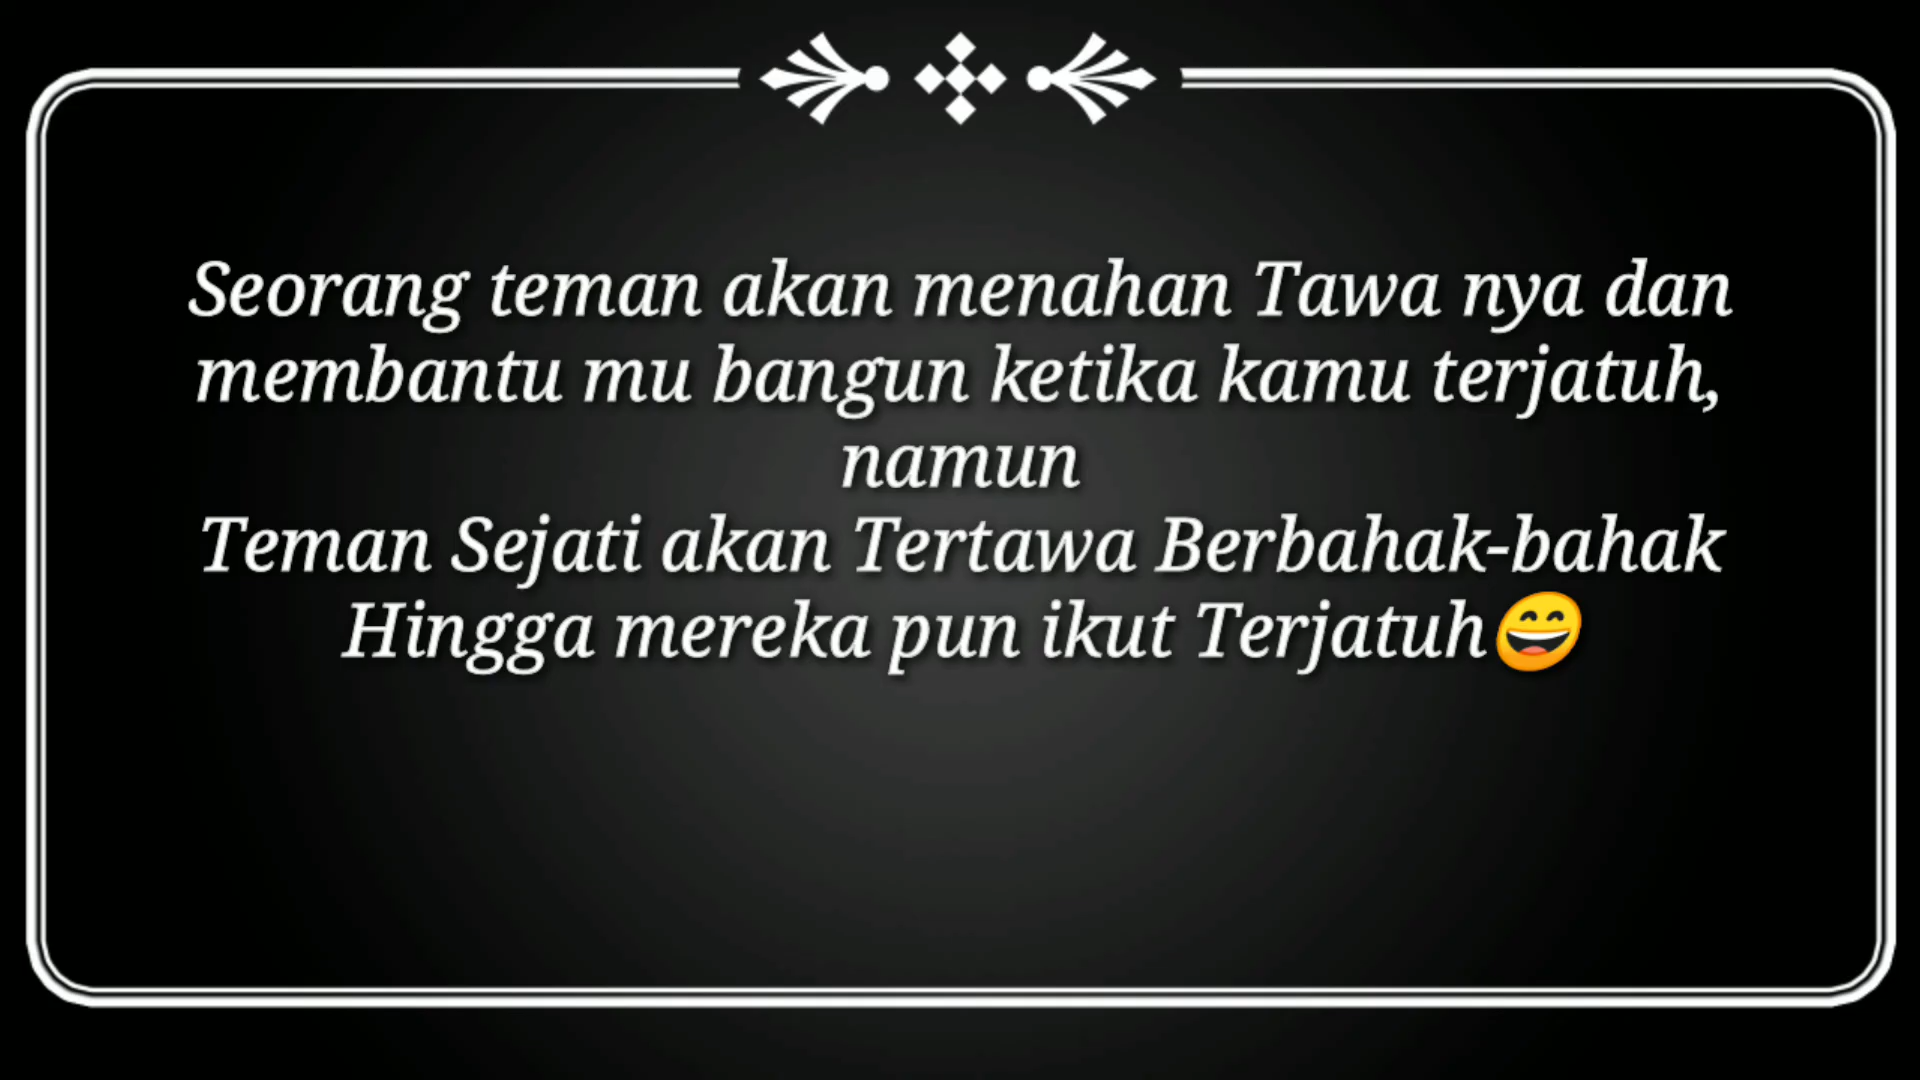 Seorang teman akan menahan Tawa nya dan
membantu mu bangun ketika kamu terjatuh,
namun
Teman Sejati akan Tertawa Berbahak-bahak
Hingga mereka pun ikut Terjatuh😄